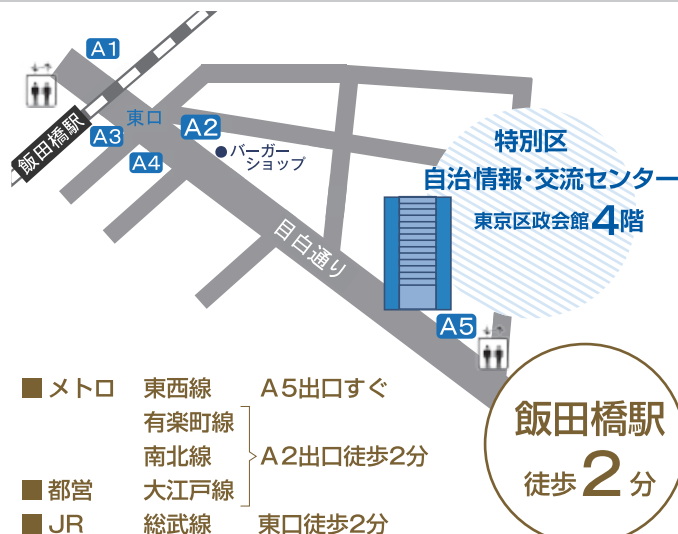 A1
東口
A2
飯田橋駅
A3
A4
バーガー
ショップ
特別区
自治情報・交流センター
東京区政会館4階
目白通り
A5
■メトロ 東西線 A5出口すぐ
有楽町線
南北線 A2出口徒歩2分
■都営 大江戸線
■JR 総武線 東口徒歩2分
飯田橋駅
徒歩2分